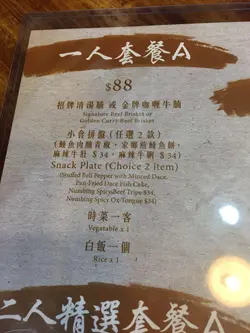 一人套餐A
$88
招牌清湯腩 或 金牌咖喱牛腩
Signature Beef Brisket or
Golden Curry Beef Brisket
小食拼盤 (任選 2 款)
(鯪魚肉釀青椒，家鄉煎鯪魚餅，
麻辣牛肚 $34，麻辣牛脷 $34)
Snack Plate (Choice 2 item)
(Stuffed Bell Pepper with Minced Dace,
Pan-Fried Dace Fish Cake,
Numbing Spicy Beef Tripe $34,
Numbing Spicy Ox Tongue $34)
時菜一客
Vegatable x 1
白飯一個
Rice x 1
二人精選套餐A